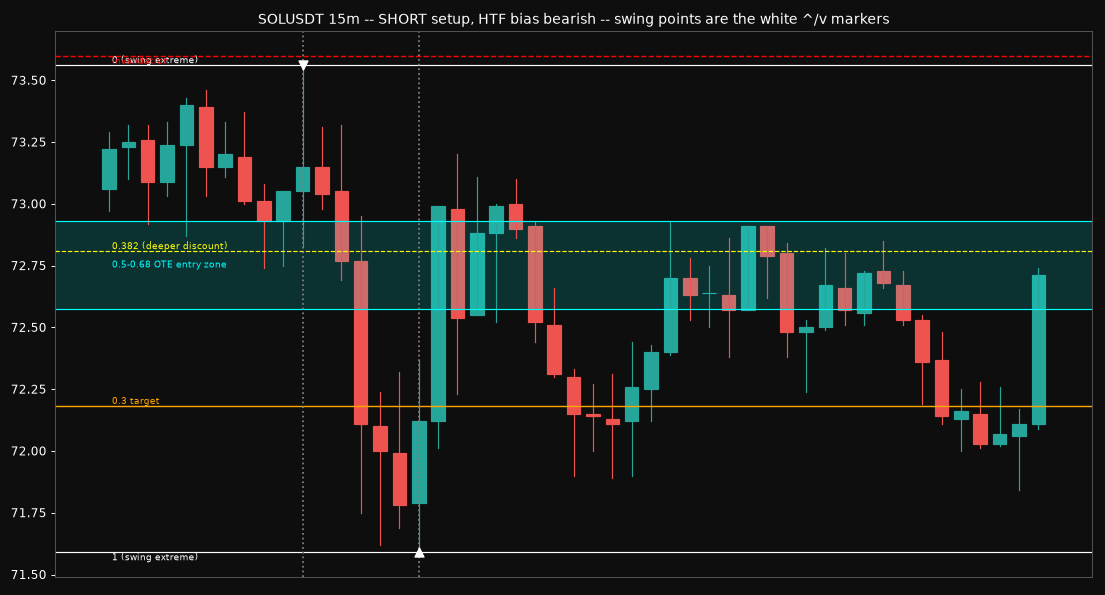 SOLUSDT 15m -- SHORT setup, HTF bias bearish -- swing points are the white ^/v markers
0 (swing extreme)
73.50
73.25
73.00
0.382 (deeper discount)
0.5-0.68 OTE entry zone
72.75
72.50
72.25
0.3 target
72.00
71.75
1 (swing extreme)
71.50